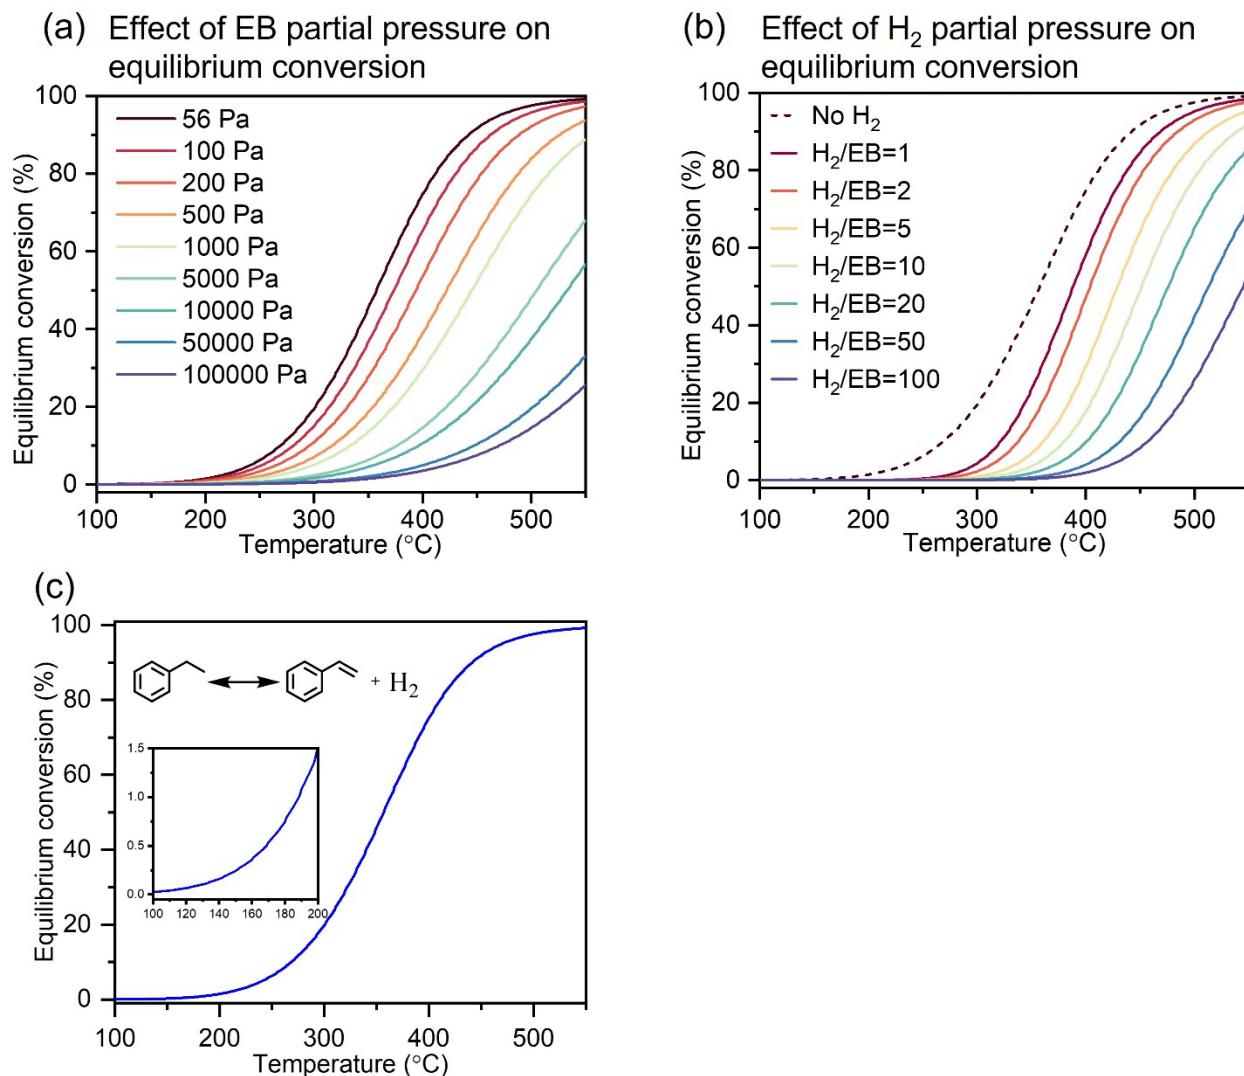 (a) Effect of EB partial pressure on
equilibrium conversion
100
80
60
40
20
0
Equilibrium conversion (%)
56 Pa
100 Pa
200 Pa
500 Pa
1000 Pa
5000 Pa
10000 Pa
50000 Pa
100000 Pa
100 200 300 400 500
Temperature (°C)
(b) Effect of H₂ partial pressure on
equilibrium conversion
100
80
60
40
20
0
Equilibrium conversion (%)
No H₂
H₂/EB=1
H₂/EB=2
H₂/EB=5
H₂/EB=10
H₂/EB=20
H₂/EB=50
H₂/EB=100
100 200 300 400 500
Temperature (°C)
(c)
100
80
60
40
20
0
Equilibrium conversion (%)
+ H₂
1.5
1.0
0.5
0.0
100 120 140 160 180 200
100 200 300 400 500
Temperature (°C)